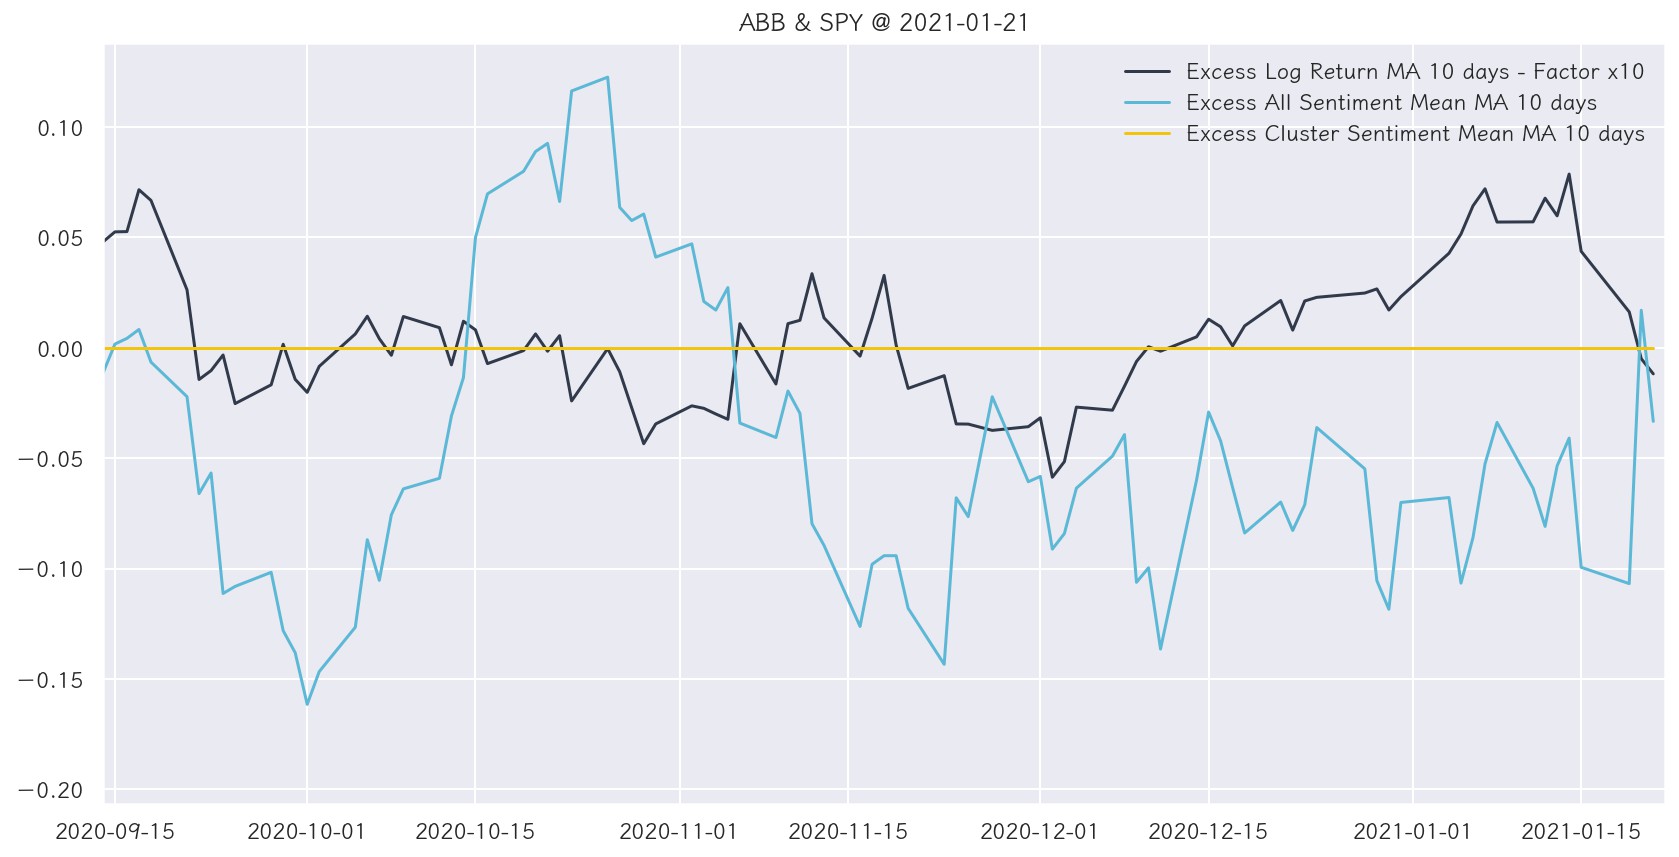 ABB & SPY @ 2021-01-21
Excess Log Return MA 10 days - Factor x10
Excess All Sentiment Mean MA 10 days
Excess Cluster Sentiment Mean MA 10 days
0.10
0.05
0.00
−0.05
−0.10
−0.15
−0.20
2020-09-15 2020-10-01 2020-10-15 2020-11-01 2020-11-15 2020-12-01 2020-12-15 2021-01-01 2021-01-15